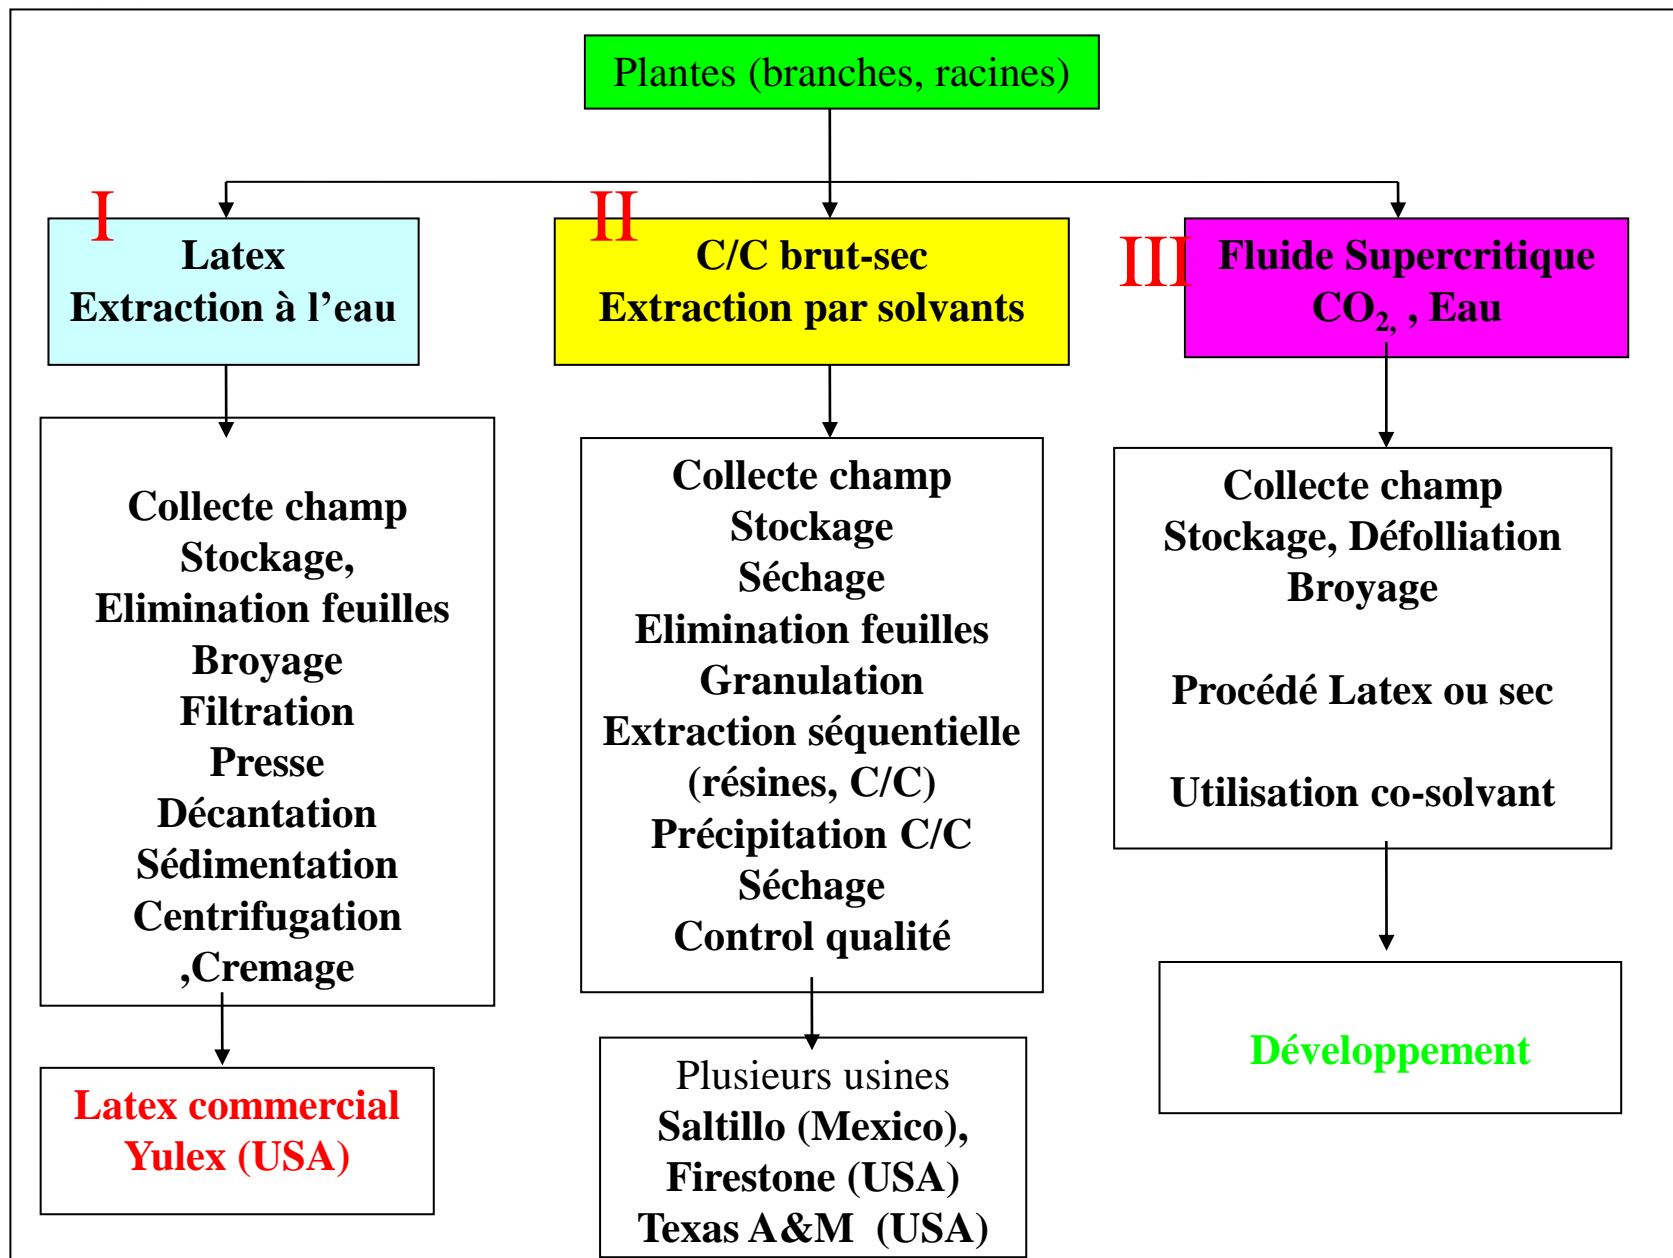 Plantes (branches, racines)
I
Latex
Extraction à l’eau
Collecte champ
Stockage,
Elimination feuilles
Broyage
Filtration
Presse
Décantation
Sédimentation
Centrifugation
,Cremage
Latex commercial
Yulex (USA)
II
C/C brut-sec
Extraction par solvants
Collecte champ
Stockage
Séchage
Elimination feuilles
Granulation
Extraction séquentielle
(résines, C/C)
Précipitation C/C
Séchage
Control qualité
Plusieurs usines
Saltillo (Mexico),
Firestone (USA)
Texas A&M (USA)
III
Fluide Supercritique
CO2, , Eau
Collecte champ
Stockage, Défolliation
Broyage
Procédé Latex ou sec
Utilisation co-solvant
Développement